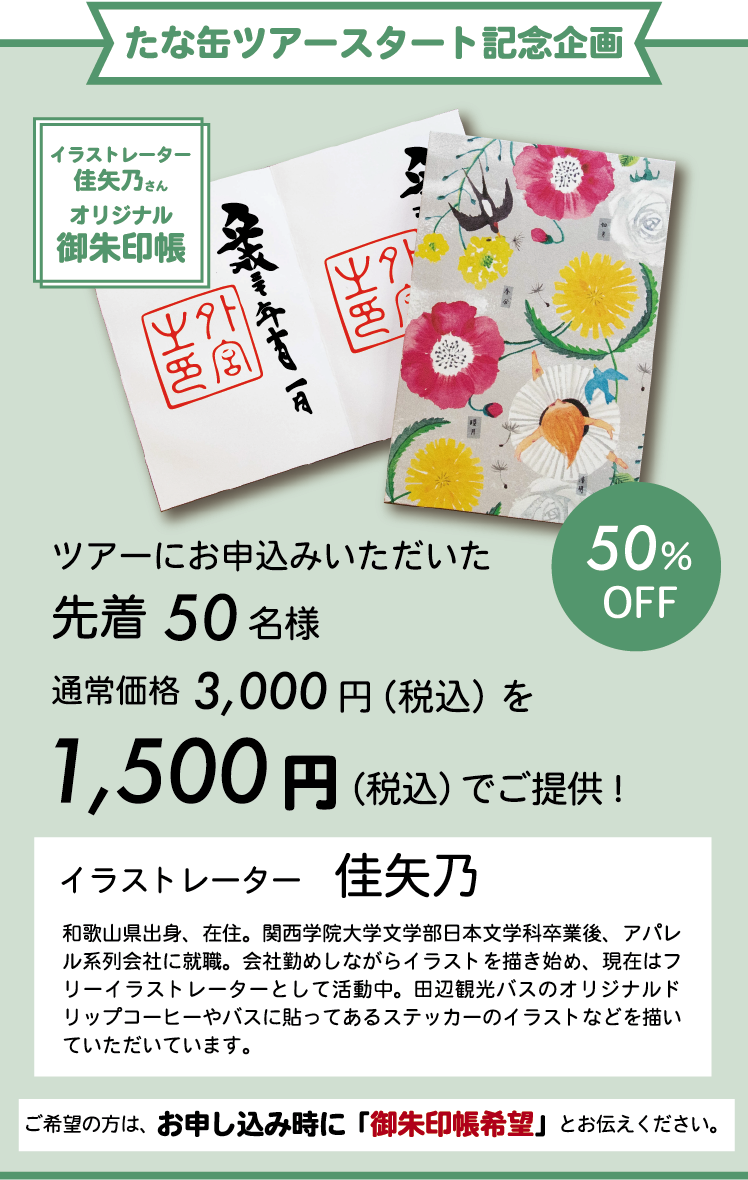 たな缶ツアースタート記念企画
イラストレーター
佳矢乃さん
オリジナル
御朱印帳
外宮
ツアーにお申込みいただいた
先着 50 名様
50%
OFF
通常価格 3,000 円（税込）を
1,500 円（税込）でご提供！
イラストレーター 佳矢乃
和歌山県出身、在住。関西学院大学文学部日本文学科卒業後、アパレ
ル系列会社に就職。会社勤めしながらイラストを描き始め、現在はフ
リーイラストレーターとして活動中。田辺観光バスのオリジナルド
リップコーヒーやバスに貼ってあるステッカーのイラストなどを描い
ていただいています。
ご希望の方は、お申し込み時に「御朱印帳希望」とお伝えください。